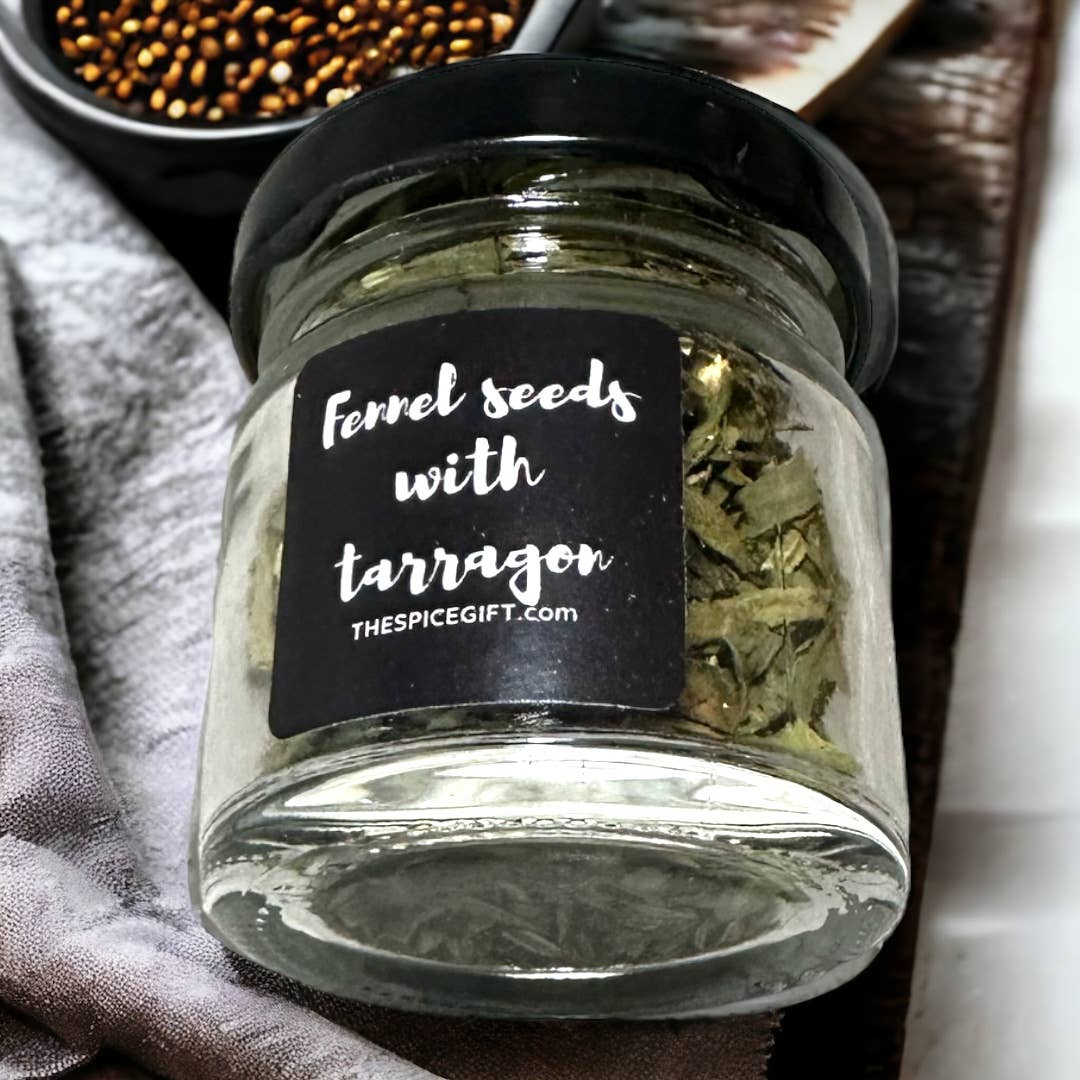 Fennel seeds
with
tarragon
THESPICEGIFT.com